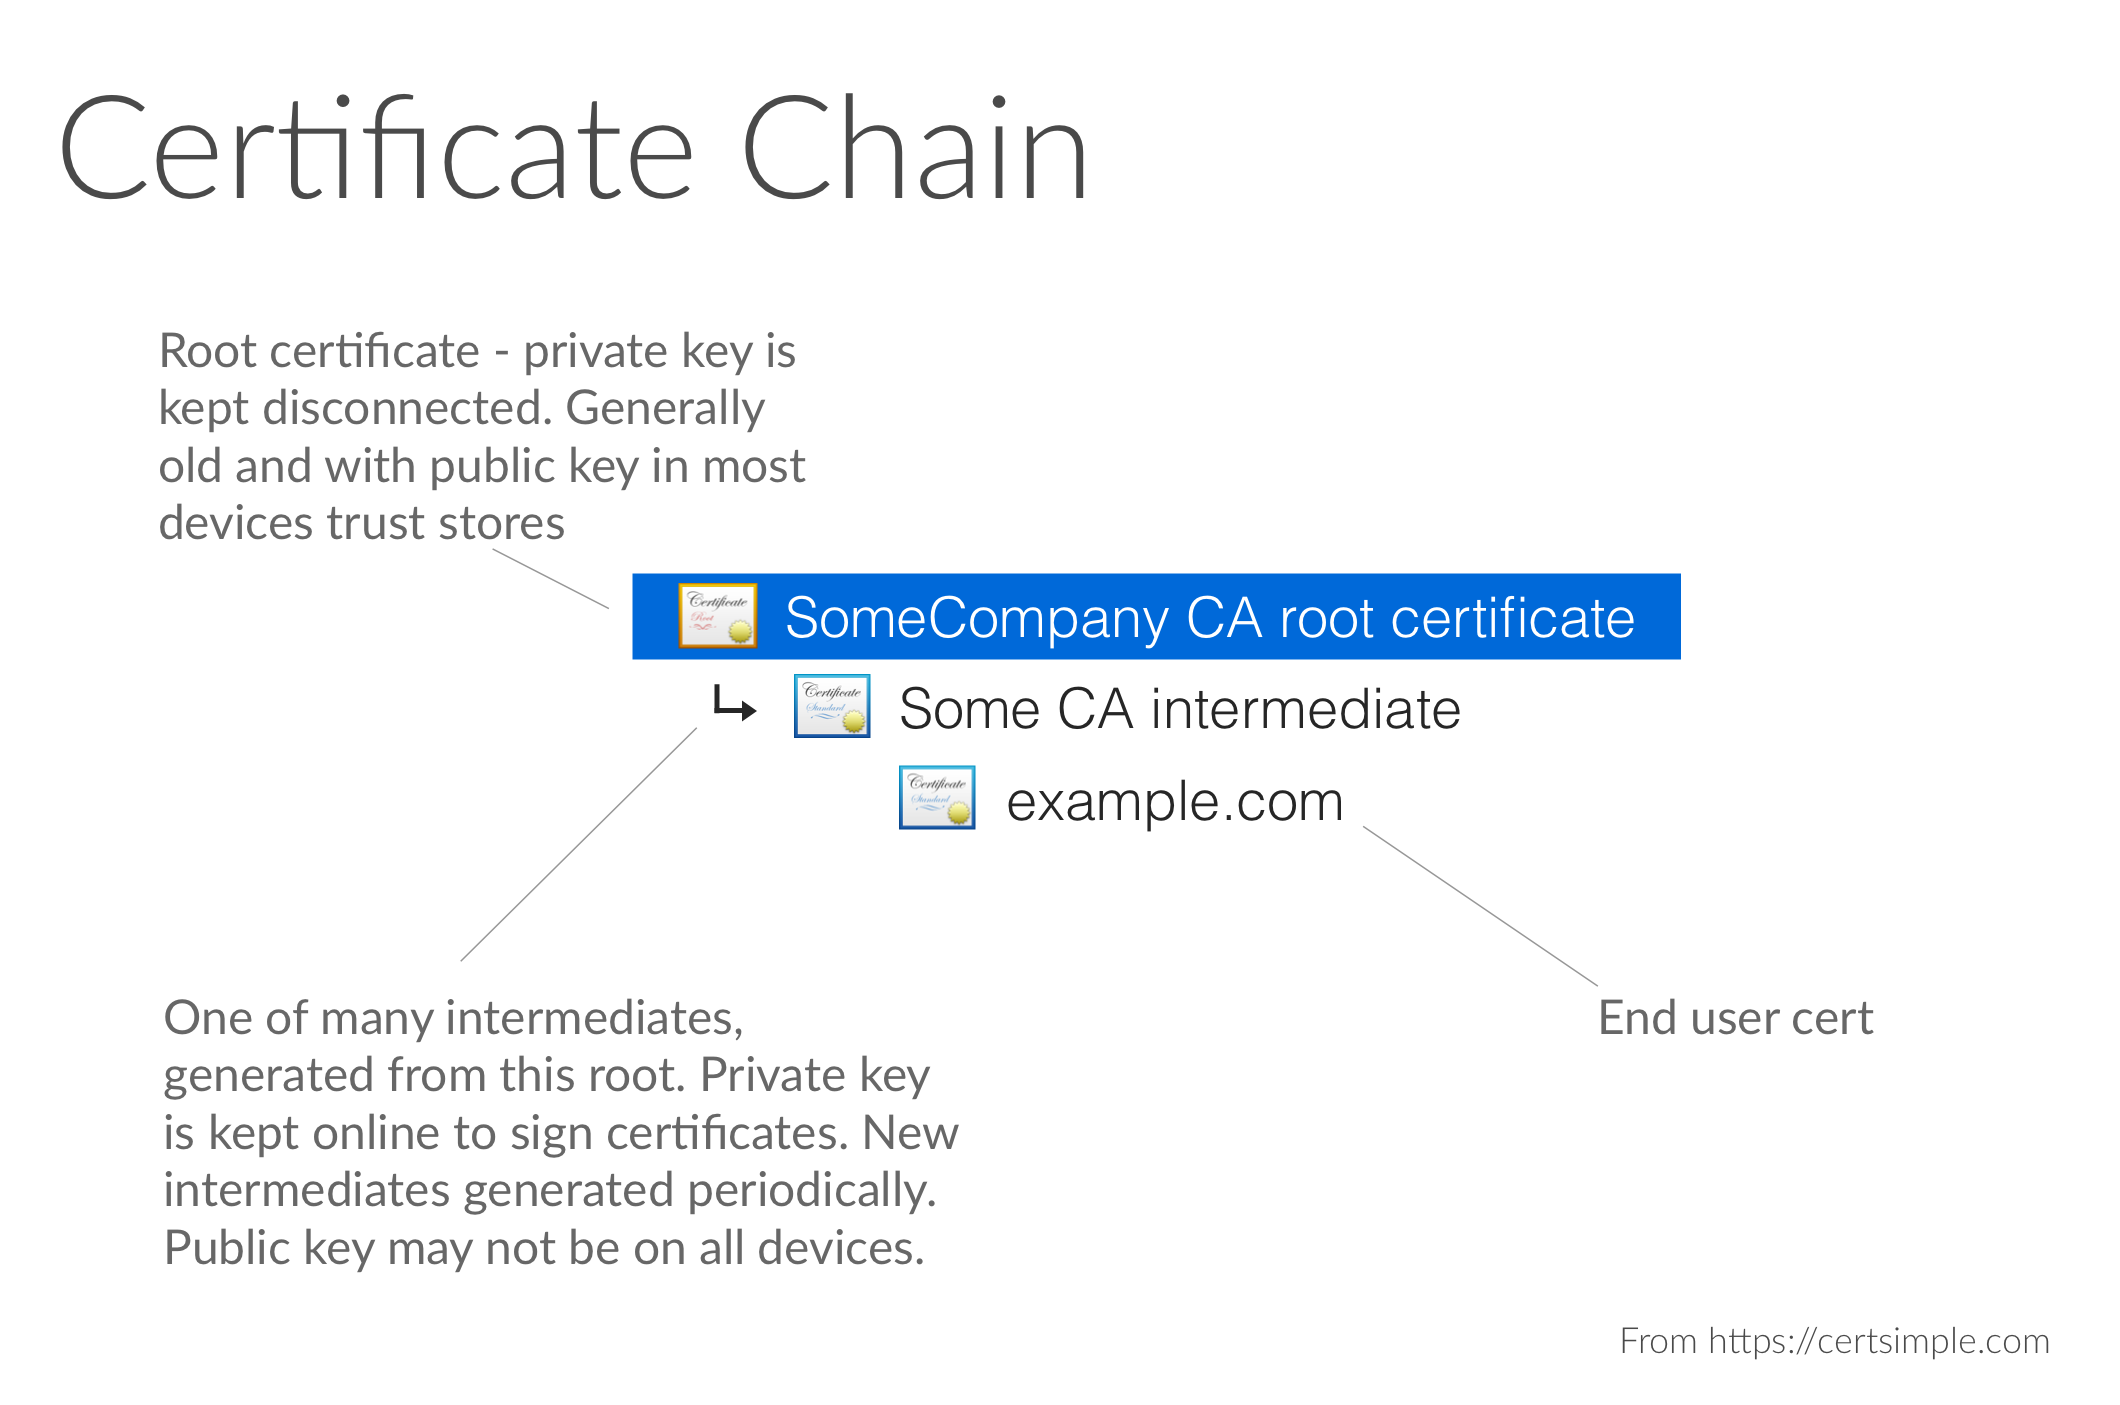 Certificate Chain
Root certificate - private key is
kept disconnected. Generally
old and with public key in most
devices trust stores
Certificate
Root
SomeCompany CA root certificate
Certificate
Standard
Some CA intermediate
Certificate
Standard
example.com
One of many intermediates,
generated from this root. Private key
is kept online to sign certificates. New
intermediates generated periodically.
Public key may not be on all devices.
End user cert
From https://certsimple.com